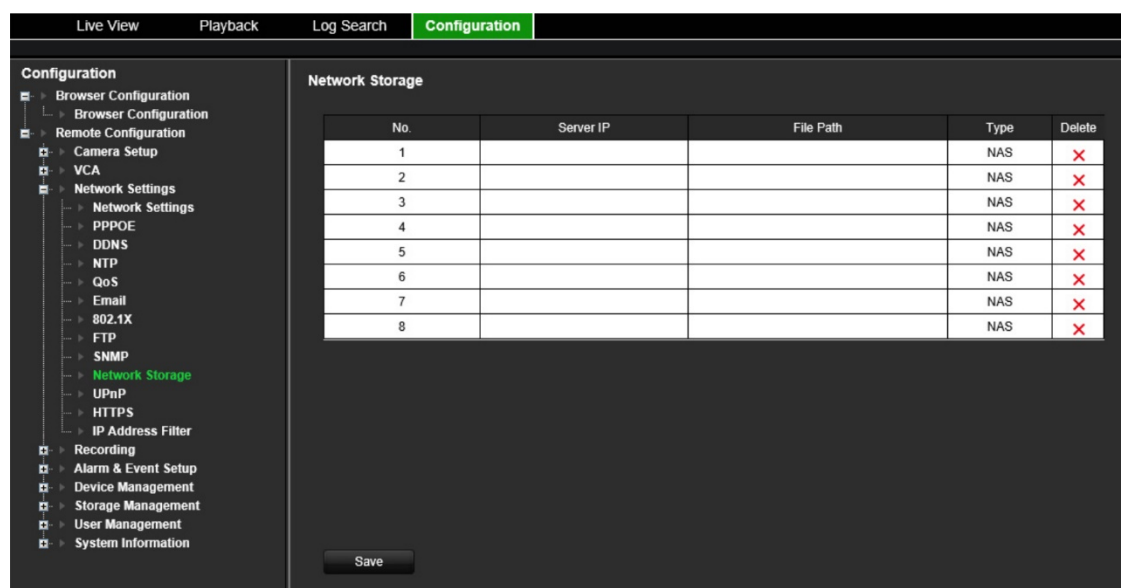 Live View Playback Log Search Configuration
Configuration
Browser Configuration
Browser Configuration
Remote Configuration
Camera Setup
VCA
Network Settings
Network Settings
PPPOE
DDNS
NTP
QoS
Email
802.1X
FTP
SNMP
Network Storage
UPnP
HTTPS
IP Address Filter
Recording
Alarm & Event Setup
Device Management
Storage Management
User Management
System Information
Network Storage
No. Server IP File Path Type Delete
1 NAS
2 NAS
3 NAS
4 NAS
5 NAS
6 NAS
7 NAS
8 NAS
Save